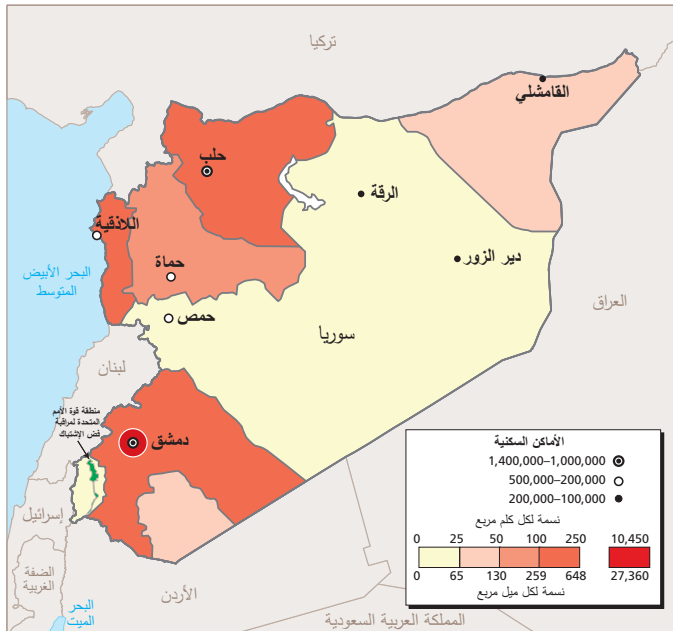 تركيا
القامشلي
حلب
الرقة
اللاذقية
دير الزور
حماة
البحر الأبيض
المتوسط
العراق
حمص
سوريا
لبنان
منطقة قوة الأمم
المتحدة لمراقبة
فض الإشتباك
دمشق
إسرائيل
الضفة
الغربية
البحر
الميت
الأردن
المملكة العربية السعودية
الأماكن السكنية
1,400,000–1,000,000
500,000–200,000
200,000–100,000
نسمة لكل كلم مربع
0 25 50 100 250 10,450
0 65 130 259 648 27,360
نسمة لكل ميل مربع